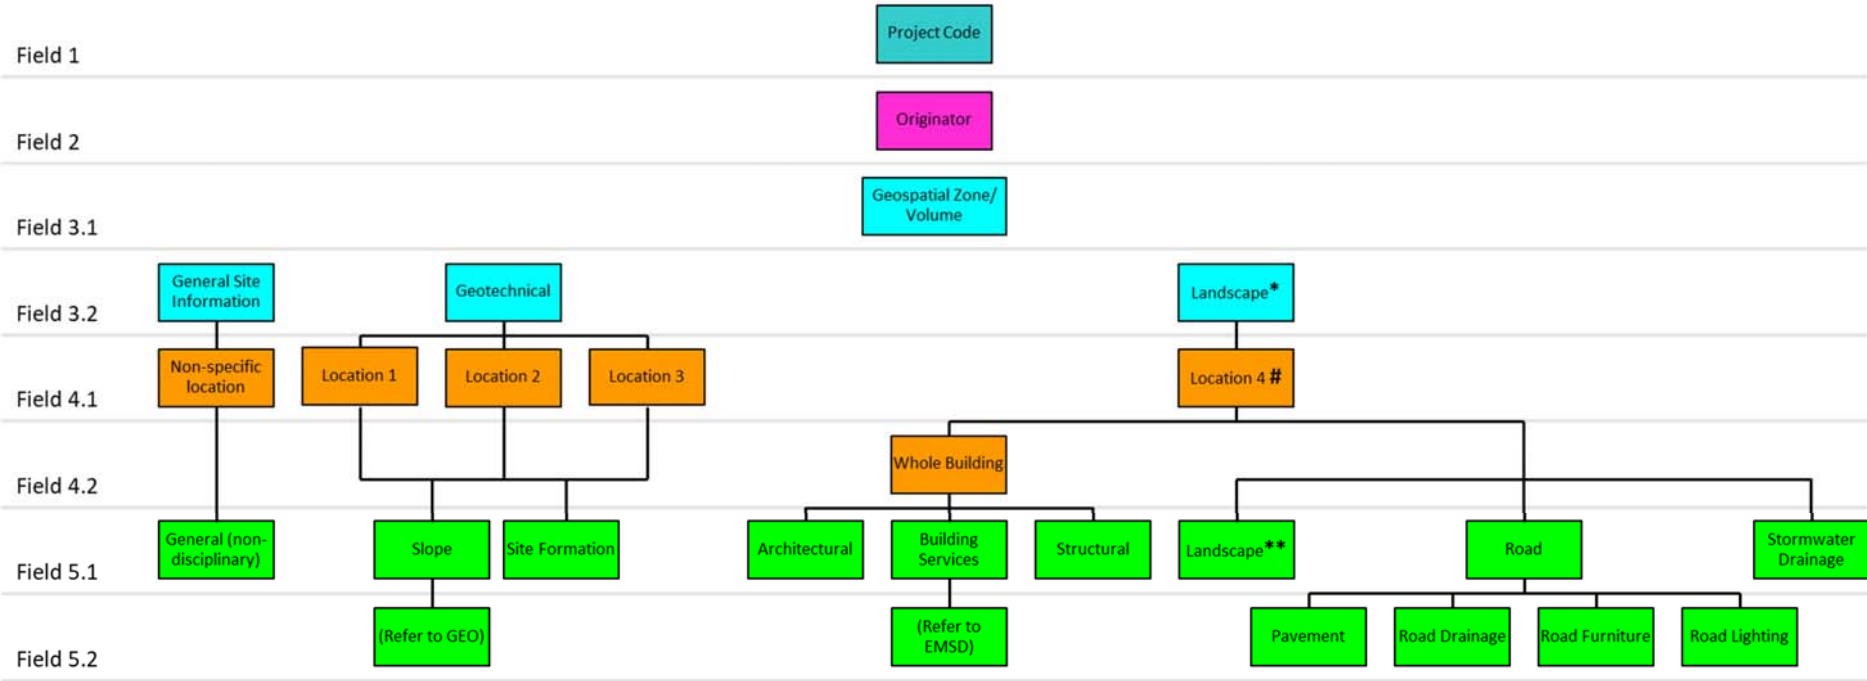 Project Code
Field 1
Originator
Field 2
Geospatial Zone/
Volume
Field 3.1
General Site
Information
Geotechnical
Landscape*
Field 3.2
Non-specific
location
Location 1
Location 2
Location 3
Location 4 #
Field 4.1
Whole Building
Field 4.2
General (non-
disciplinary)
Slope
Site Formation
Architectural
Building
Services
Structural
Landscape**
Road
Stormwater
Drainage
Field 5.1
(Refer to GEO)
(Refer to
EMSD)
Pavement
Road Drainage
Road Furniture
Road Lighting
Field 5.2